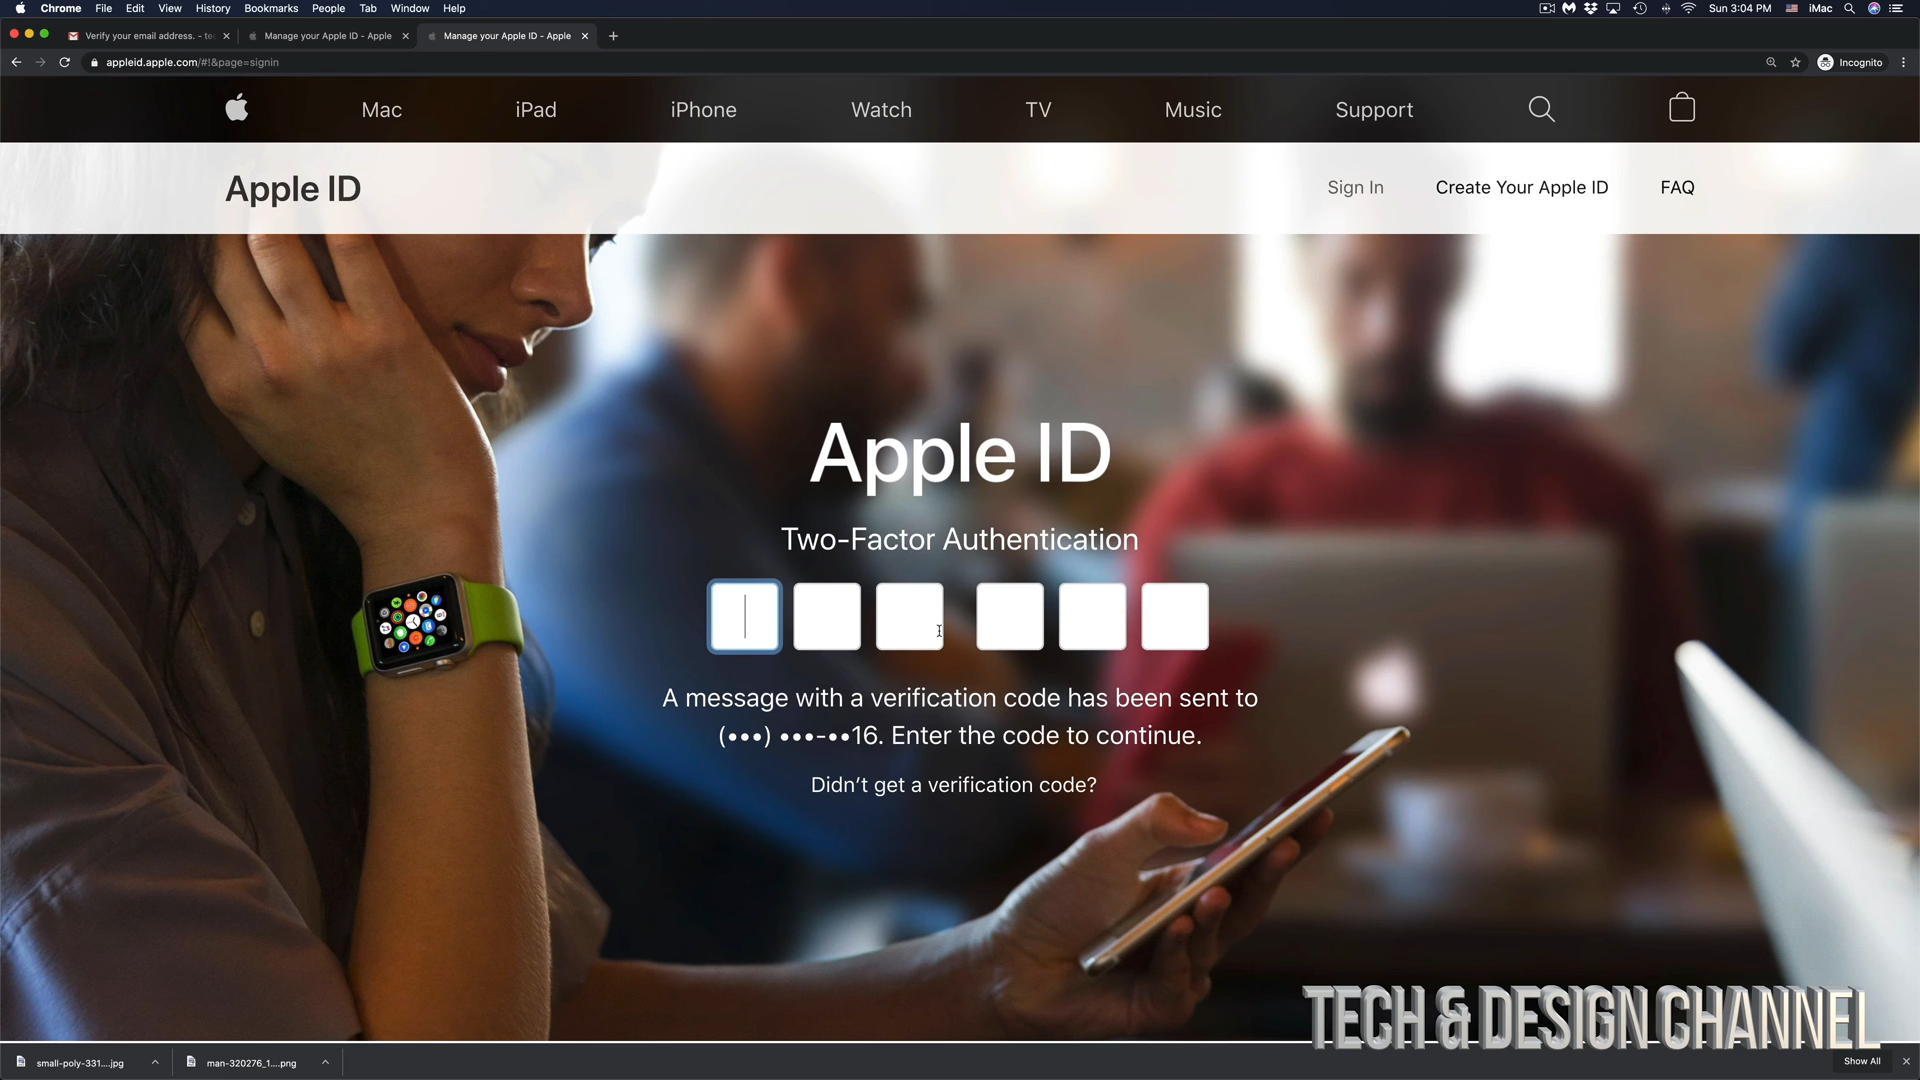 Chrome File Edit View History Bookmarks People Tab Window Help
Sun 3:04 PM iMac
Verify your email address. - te
Manage your Apple ID - Apple
Manage your Apple ID - Apple
appleid.apple.com/#!&page=signin
Incognito
Mac iPad iPhone Watch TV Music Support
Apple ID
Sign In Create Your Apple ID FAQ
Apple ID
Two-Factor Authentication
A message with a verification code has been sent to
(•••) •••-••16. Enter the code to continue.
Didn’t get a verification code?
TECH & DESIGN CHANNEL
small-poly-331....jpg
man-320276_1....png
Show All